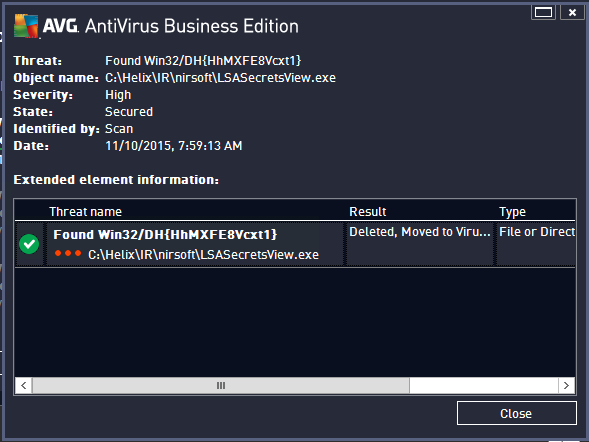 AVG. AntiVirus Business Edition
Threat: Found Win32/DH{HhMXFE8Vcxt1}
Object name: C:\Helix\IR\nirsoft\LSASecretsView.exe
Severity: High
State: Secured
Identified by: Scan
Date: 11/10/2015, 7:59:13 AM
Extended element information:
Threat name Result Type
Found Win32/DH{HhMXFE8Vcxt1} Deleted, Moved to Viru... File or Direct
C:\Helix\IR\nirsoft\LSASecretsView.exe
Close